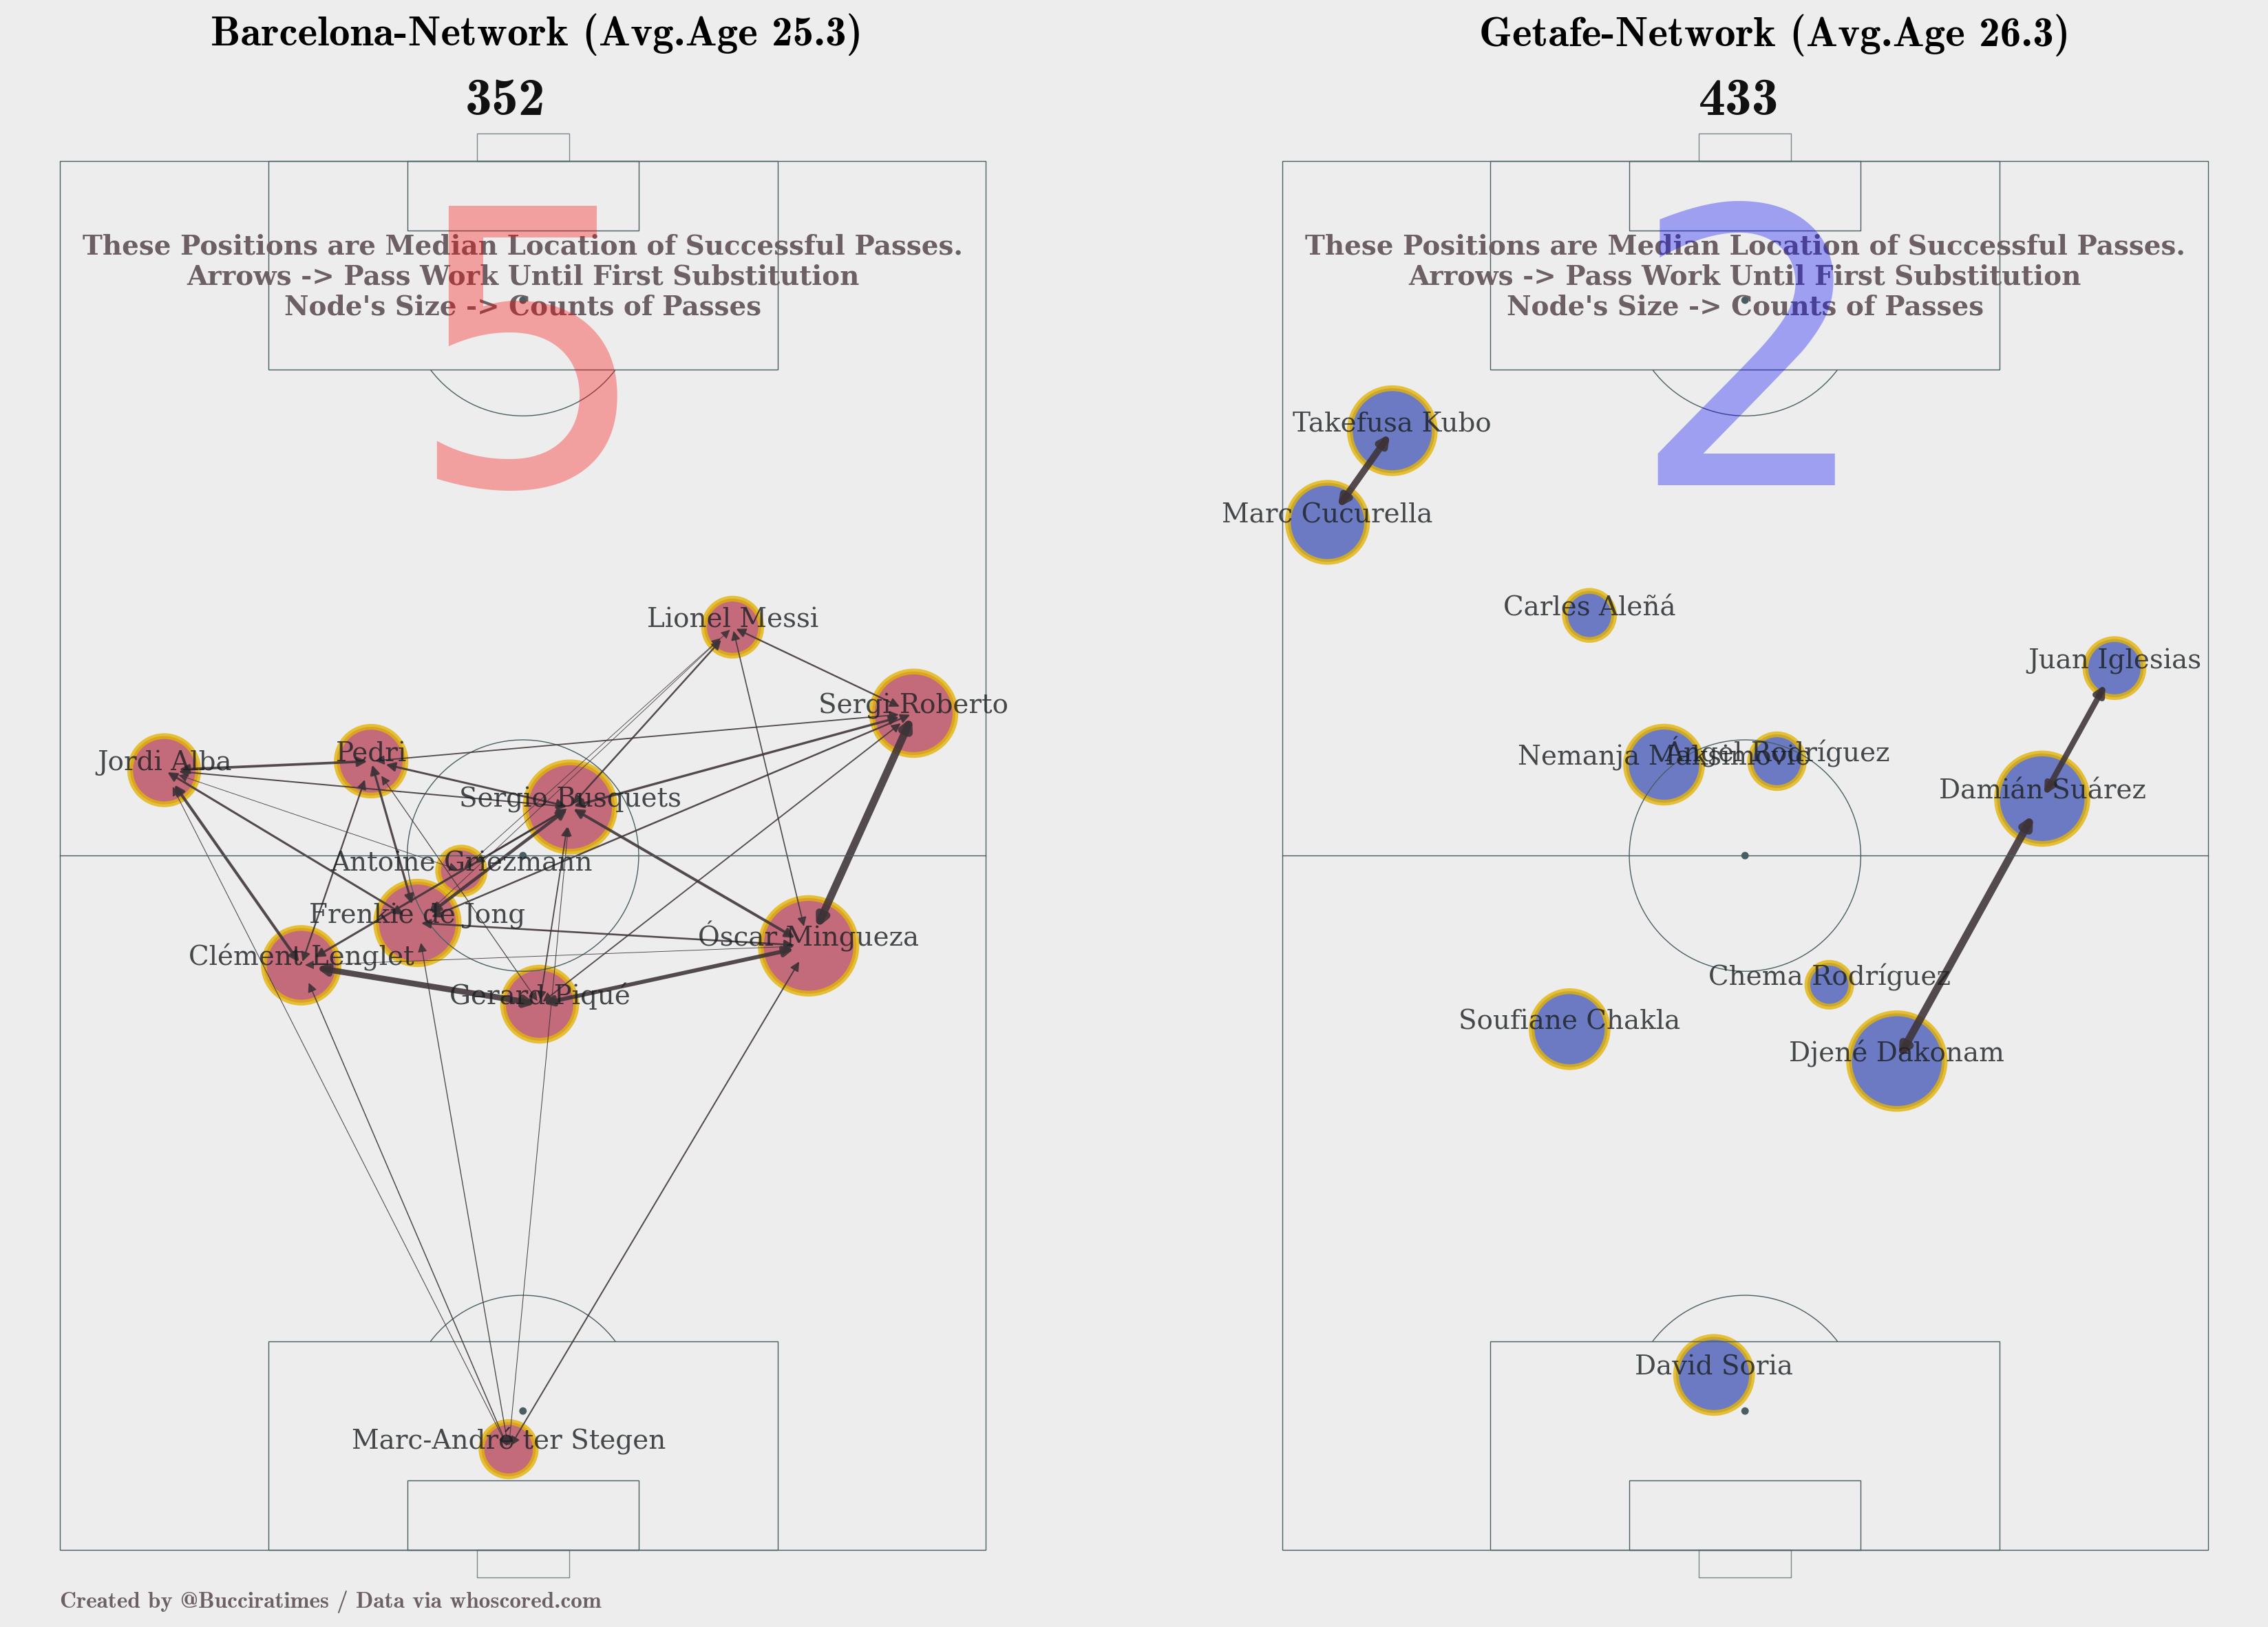 Barcelona-Network (Avg.Age 25.3)
352
5
These Positions are Median Location of Successful Passes.
Arrows -> Pass Work Until First Substitution
Node's Size -> Counts of Passes
Lionel Messi
Sergi Roberto
Jordi Alba
Pedri
Sergio Busquets
Antoine Griezmann
Frenkie de Jong
Óscar Mingueza
Clément Lenglet
Gerard Piqué
Marc-André ter Stegen
Getafe-Network (Avg.Age 26.3)
433
2
These Positions are Median Location of Successful Passes.
Arrows -> Pass Work Until First Substitution
Node's Size -> Counts of Passes
Takefusa Kubo
Marc Cucurella
Carles Aleñá
Juan Iglesias
Nemanja Maksimovic
Ángel Rodríguez
Damián Suárez
Chema Rodríguez
Soufiane Chakla
Djené Dakonam
David Soria
Created by @Bucciratimes / Data via whoscored.com